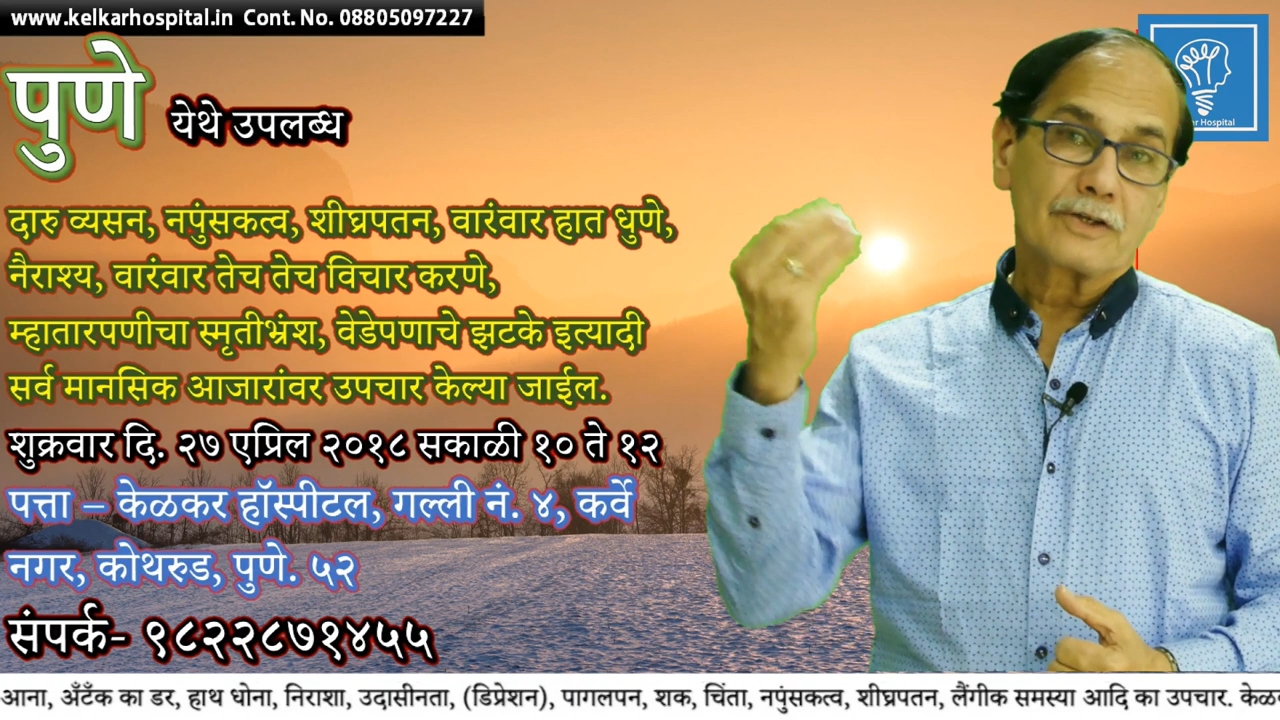 www.kelkarhospital.in Cont. No. 08805097227
पुणे येथे उपलब्ध
दारु व्यसन, नपुंसकत्व, शीघ्रपतन, वारंवार हात धुणे,
नैराश्य, वारंवार तेच तेच विचार करणे,
म्हातारपणीचा स्मृतीभ्रंश, वेडेपणाचे झटके इत्यादी
सर्व मानसिक आजारांवर उपचार केल्या जाईल.
शुक्रवार दि. २७ एप्रिल २०१८ सकाळी १० ते १२
पत्ता – केळकर हॉस्पीटल, गल्ली नं. ४, कर्वे
नगर, कोथरुड, पुणे. ५२
संपर्क- ९८२२८७१४५५
Hospital
आना, अँटँक का डर, हाथ धोना, निराशा, उदासीनता, (डिप्रेशन), पागलपन, शक, चिंता, नपुंसकत्व, शीघ्रपतन, लैंगीक समस्या आदि का उपचार.